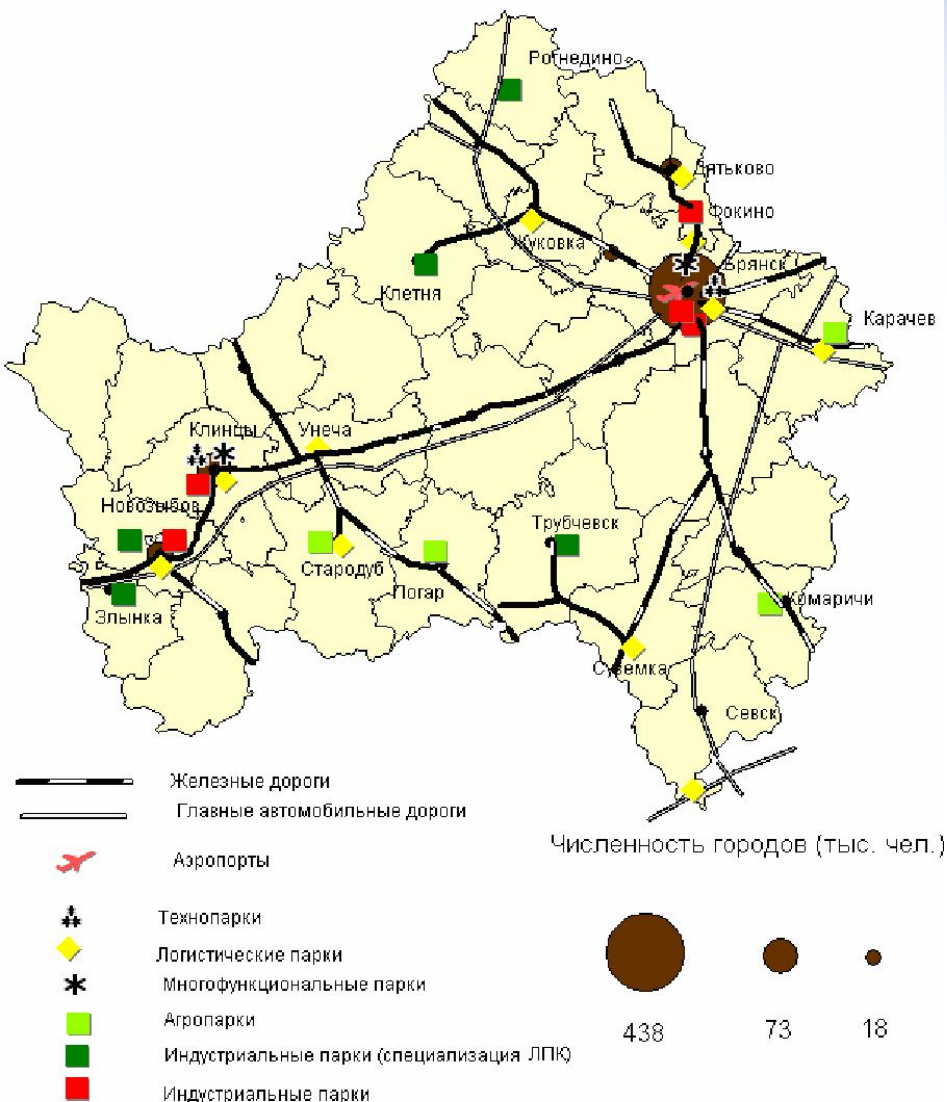 Рогнедино
Дятьково
Фокино
Жуковка
Брянск
Клетня
Карачев
Клинцы
Унеча
Новозыбов
Трубчевск
Стародуб
Погар
Злынка
Комаричи
Суземка
Севск
Железные дороги
Главные автомобильные дороги
Аэропорты
Технопарки
Логистические парки
Многофункциональные парки
Агропарки
Индустриальные парки (специализация ЛПК)
Индустриальные парки
Численность городов (тыс. чел.)
438 73 18